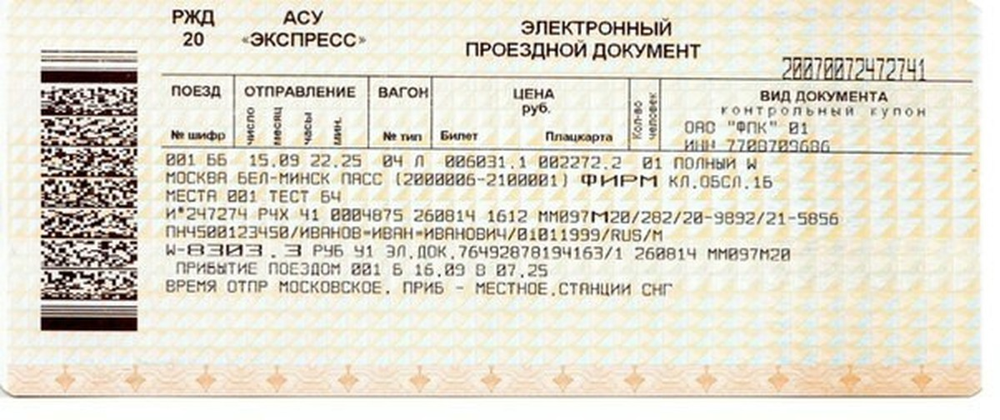 РЖД
20
АСУ
«ЭКСПРЕСС»
ЭЛЕКТРОННЫЙ
ПРОЕЗДНОЙ ДОКУМЕНТ
20070072472741
ПОЕЗД ОТПРАВЛЕНИЕ ВАГОН ЦЕНА руб. Кол-во человек ВИД ДОКУМЕНТА
контрольный купон
№ шифр число месяц часы мин. № тип Билет Плацкарта ОАО "ФПК" 01
ИНН 7708709686
001 ББ 15.09 22.25 04 Л 006031.1 002272.2 01 ПОЛНЫЙ W
МОСКВА БЕЛ-МИНСК ПАСС (2000006-2100001) ФИРМ КЛ.ОБСЛ.1Б
МЕСТА 001 ТЕСТ БЧ
И*247274 РЧХ Ч1 0004875 260814 1612 ММ097М20/282/20-9892/21-5856
ПН4500123450/ИВАНОВ=ИВАН=ИВАНОВИЧ/01011999/RUS/M
W-8303.3 РУБ У1 ЭЛ.ДОК.76492878194163/1 260814 ММ097М20
ПРИБЫТИЕ ПОЕЗДОМ 001 Б 16.09 В 07.25
ВРЕМЯ ОТПР МОСКОВСКОЕ. ПРИБ - МЕСТНОЕ.СТАНЦИИ СНГ